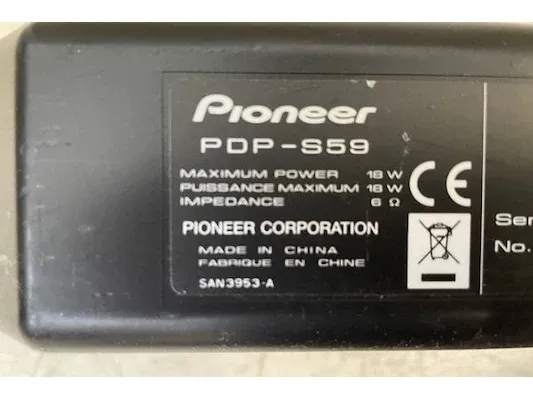 Pioneer
PDP-S59
MAXIMUM POWER 18 W
PUISSANCE MAXIMUM 18 W
IMPEDANCE 6 Ω
CE
PIONEER CORPORATION
MADE IN CHINA
FABRIQUE EN CHINE
SAN3953-A
Ser
No.